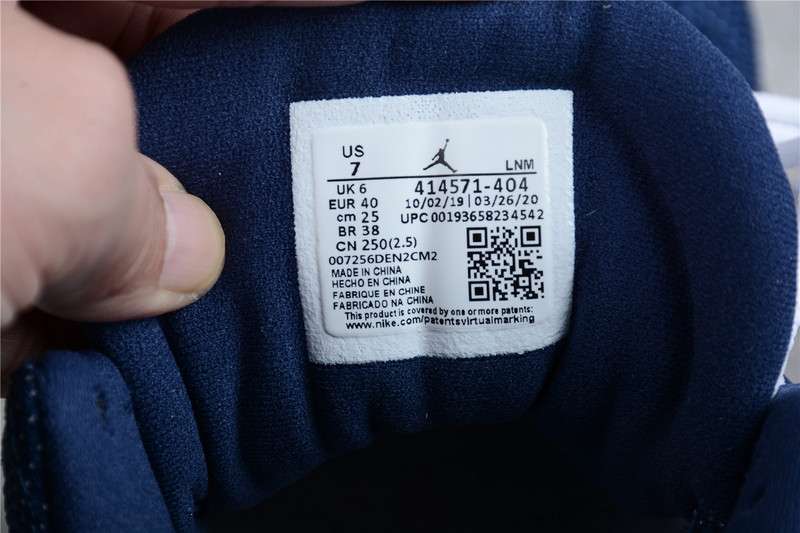 US
7
LNM
UK 6
414571-404
EUR 40
10/02/19 | 03/26/20
cm 25
UPC 00193658234542
BR 38
CN 250(2.5)
007256DEN2CM2
MADE IN CHINA
HECHO EN CHINA
FABRIQUE EN CHINE
FABRICADO NA CHINA
This product is covered by one or more patents:
www.nike.com/patentsvirtualmarking